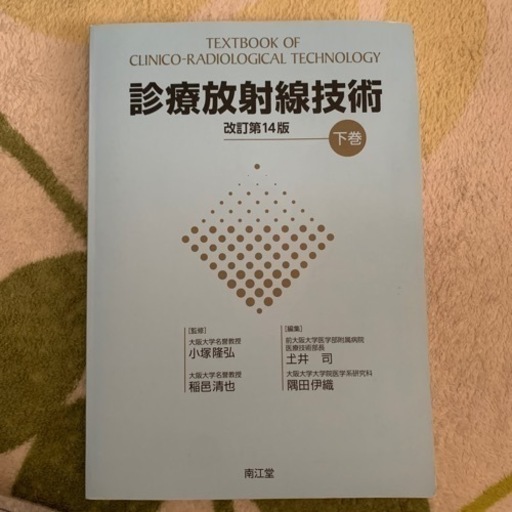 TEXTBOOK OF
CLINICO-RADIOLOGICAL TECHNOLOGY
診療放射線技術
改訂第14版
下巻
[監修]
大阪大学名誉教授
小塚隆弘
大阪大学名誉教授
稲邑清也
[編集]
前大阪大学医学部附属病院
医療技術部長
土井 司
大阪大学大学院医学系研究科
隅田伊織
南江堂